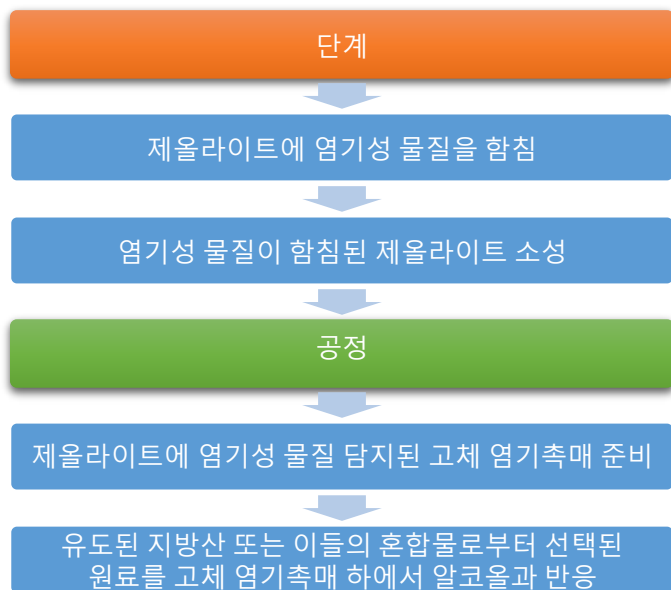 단계
제올라이트에 염기성 물질을 함침
염기성 물질이 함침된 제올라이트 소성
공정
제올라이트에 염기성 물질 담지된 고체 염기촉매 준비
유도된 지방산 또는 이들의 혼합물로부터 선택된
원료를 고체 염기촉매 하에서 알코올과 반응